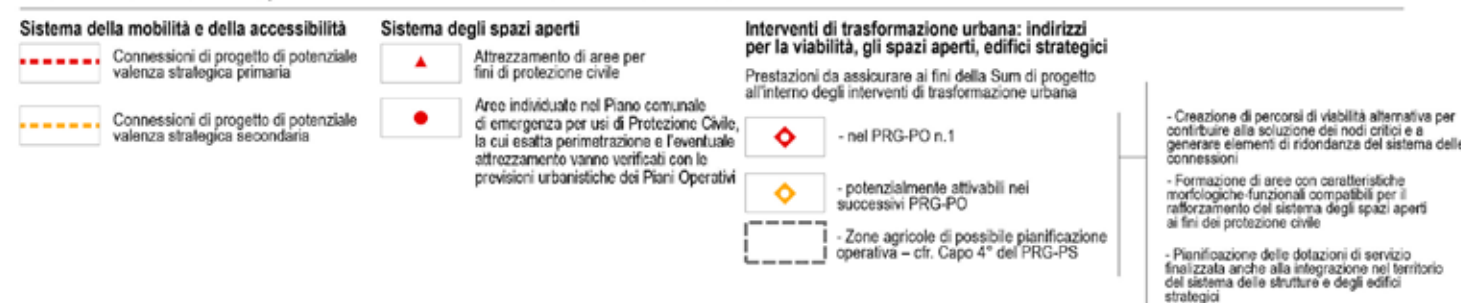 Sistema della mobilità e della accessibilità
Connessioni di progetto di potenziale
valenza strategica primaria
Connessioni di progetto di potenziale
valenza strategica secondaria
Sistema degli spazi aperti
Attrezzamento di aree per
fini di protezione civile
Aree individuate nel Piano comunale
di emergenza per usi di Protezione Civile,
la cui esatta perimetrazione e l'eventuale
attrezzamento vanno verificati con le
previsioni urbanistiche dei Piani Operativi
Interventi di trasformazione urbana: indirizzi
per la viabilità, gli spazi aperti, edifici strategici
Prestazioni da assicurare ai fini della Sum di progetto
all'interno degli interventi di trasformazione urbana
- nel PRG-PO n.1
- potenzialmente attivabili nei
successivi PRG-PO
- Zone agricole di possibile pianificazione
operativa – cfr. Capo 4° del PRG-PS
- Creazione di percorsi di viabilità alternativa per
contirbuire alla soluzione dei nodi critici e a
generare elementi di ridondanza del sistema delle
connessioni
- Formazione di aree con caratteristiche
morfologiche-funzionali compatibili per il
rafforzamento del sistema degli spazi aperti
ai fini dei protezione civile
- Pianificazione delle dotazioni di servizio
finalizzata anche alla integrazione nel territorio
del sistema delle strutture e degli edifici
strategici